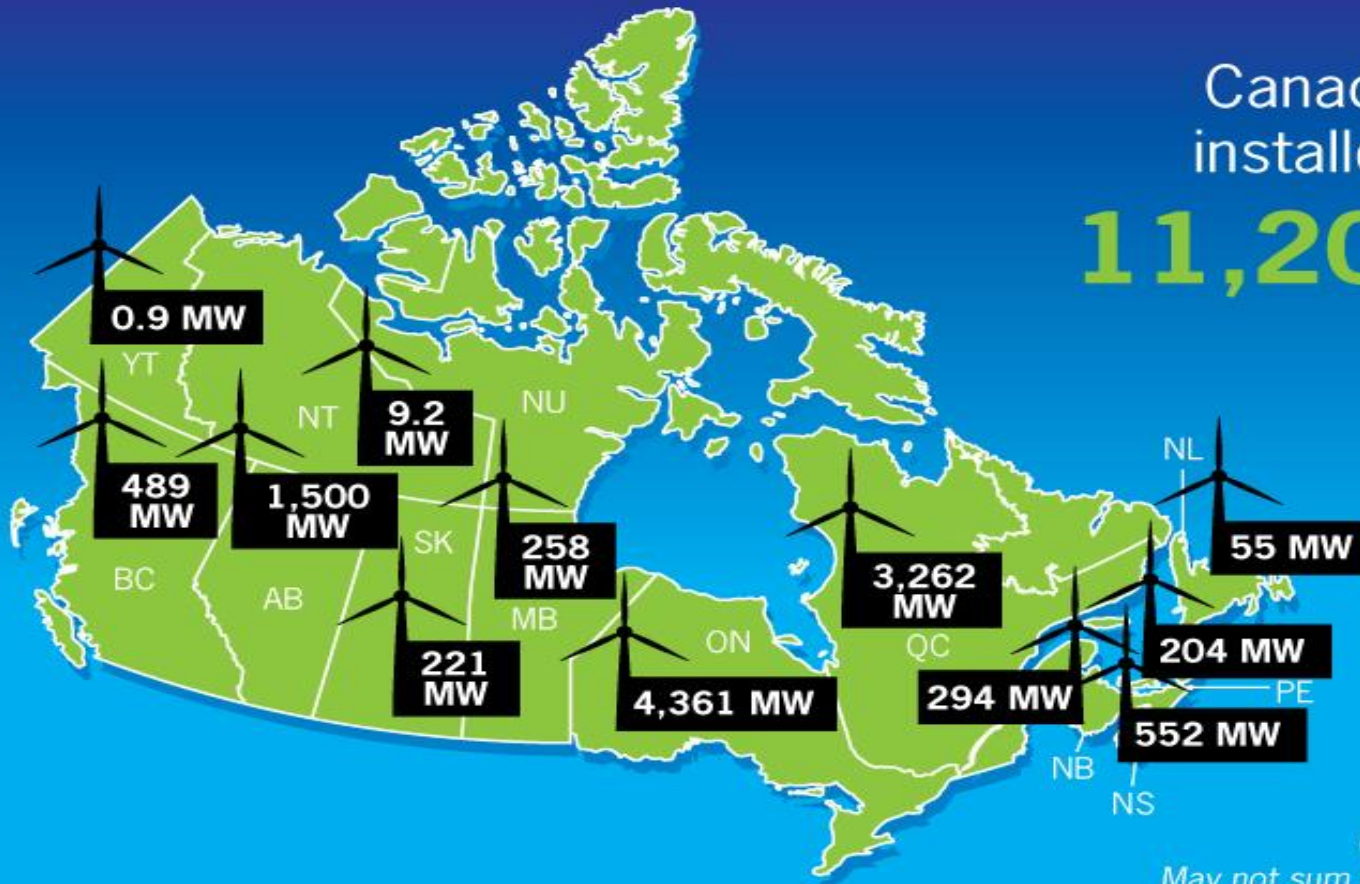 Canad
installe
11,20
0.9 MW
YT
NT
9.2
MW
NU
489
MW
1,500
MW
SK
258
MW
BC
AB
MB
221
MW
ON
4,361 MW
3,262
MW
QC
NL
55 MW
204 MW
294 MW
PE
552 MW
NB
NS
May not sum